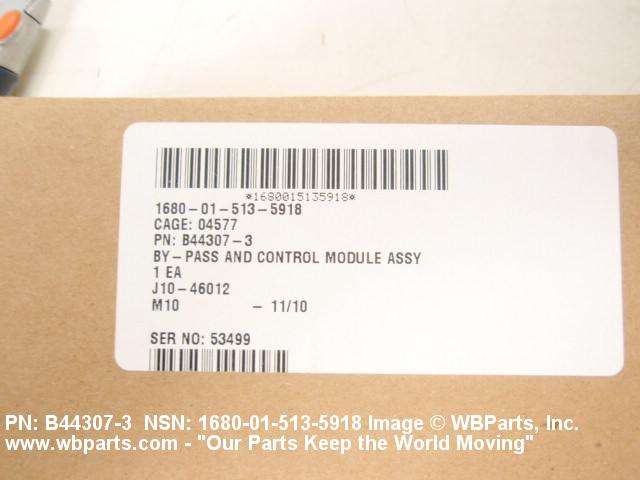 *1680015135918*
1680-01-513-5918
CAGE: 04577
PN: B44307-3
BY-PASS AND CONTROL MODULE ASSY
1 EA
J10-46012
M10 - 11/10
SER NO: 53499
PN: B44307-3 NSN: 1680-01-513-5918 Image © WBParts, Inc.
www.wbparts.com - "Our Parts Keep the World Moving"